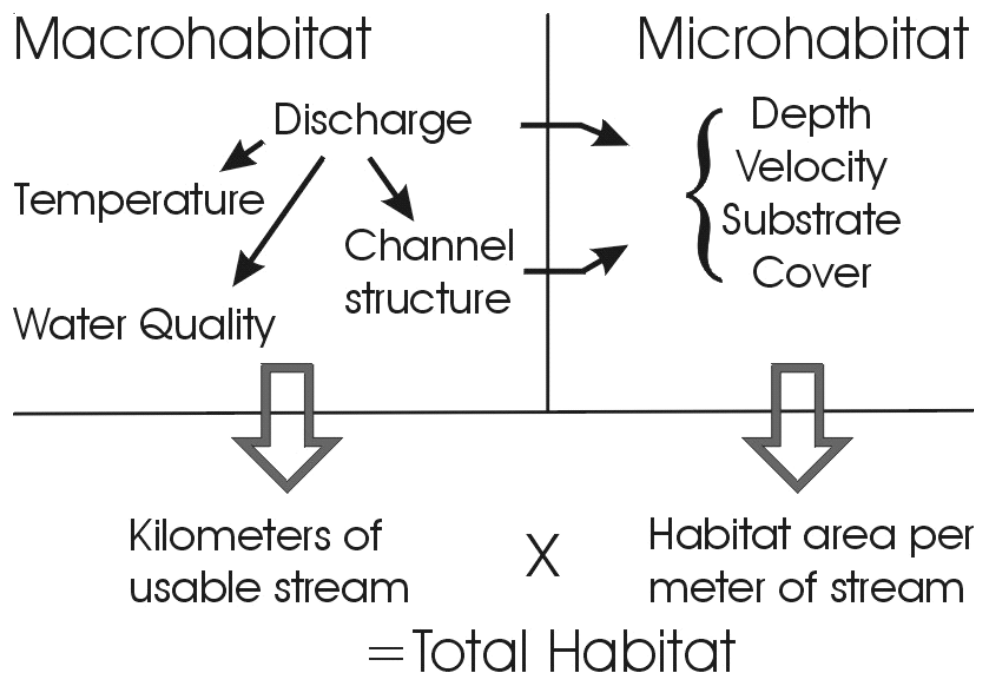 Macrohabitat
Microhabitat
Discharge
Temperature
Channel
structure
Water Quality
Depth
Velocity
Substrate
Cover
Kilometers of
usable stream
X
Habitat area per
meter of stream
=Total Habitat